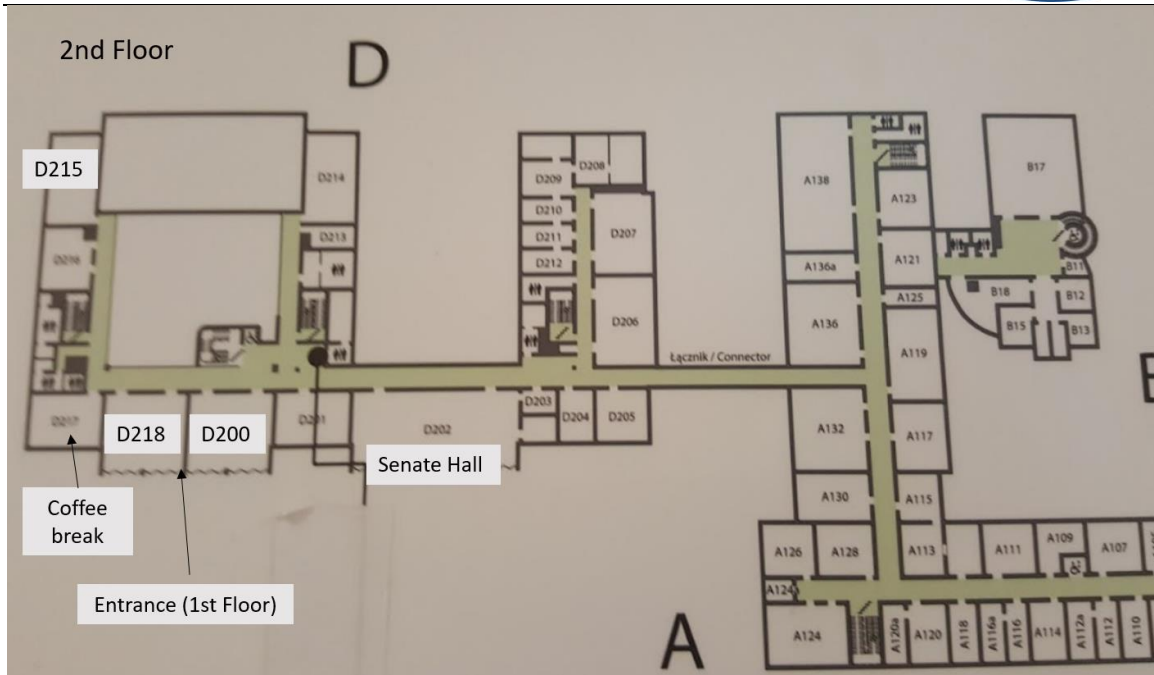 2nd Floor
D
D215
D214
D213
D216
D217
D218
D200
D201
D202
Senate Hall
Coffee
break
Entrance (1st Floor)
D208
D209
D210
D211
D212
D207
D206
D203
D204
D205
Łącznik / Connector
A138
A123
A136a
A121
A125
A136
A119
A132
A117
A130
A115
A126
A128
A113
A111
A109
A107
A124
A124
A120a
A120
A118
A116a
A116
A114
A112a
A112
A110
A
B17
B11
B18
B12
B15
B13